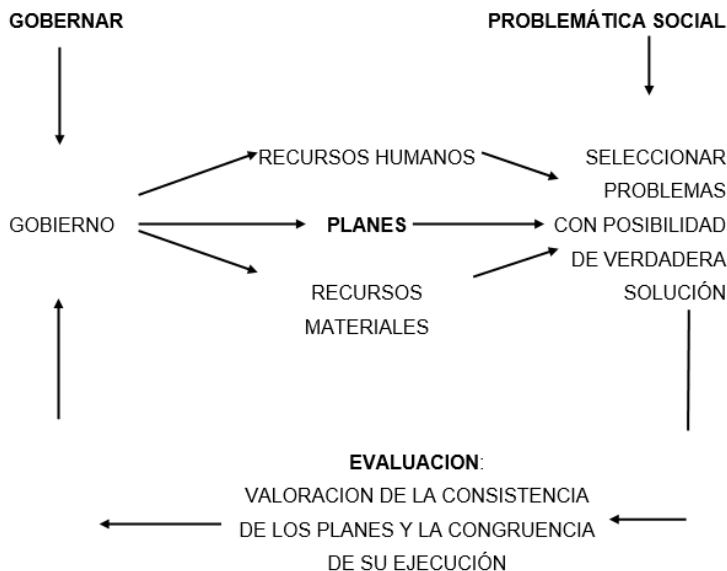 GOBERNAR
PROBLEMÁTICA SOCIAL
RECURSOS HUMANOS
SELECCIONAR
PROBLEMAS
GOBIERNO
PLANES
CON POSIBILIDAD
DE VERDADERA
RECURSOS
SOLUCIÓN
MATERIALES
EVALUACION:
VALORACION DE LA CONSISTENCIA
DE LOS PLANES Y LA CONGRUENCIA
DE SU EJECUCIÓN